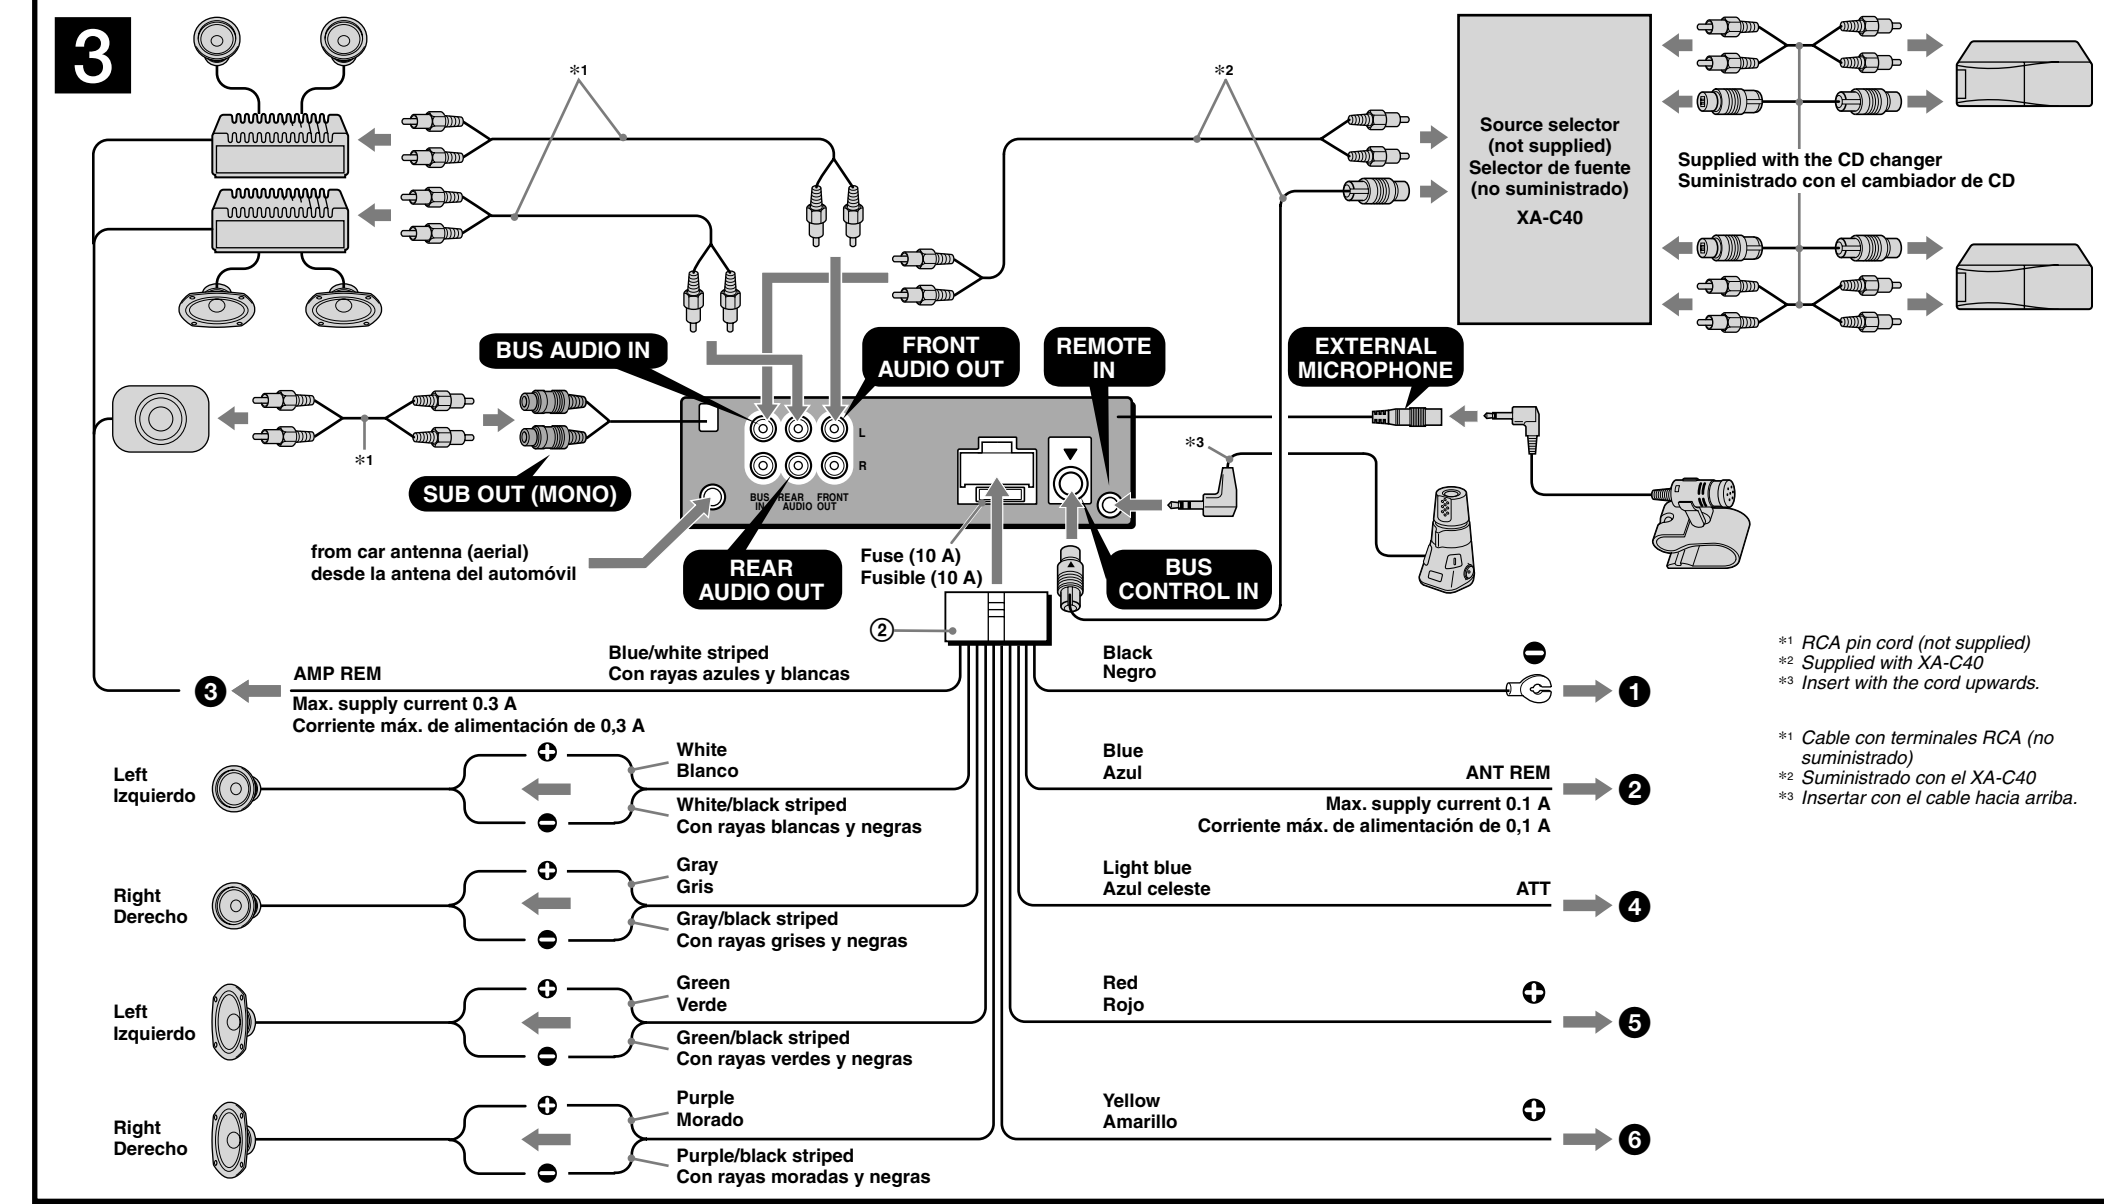 3
*1
*2
Source selector
(not supplied)
Selector de fuente
(no suministrado)
XA-C40
Supplied with the CD changer
Suministrado con el cambiador de CD
BUS AUDIO IN
FRONT
AUDIO OUT
REMOTE
IN
EXTERNAL
MICROPHONE
*1
SUB OUT (MONO)
L
R
BUS REAR FRONT
IN AUDIO OUT
*3
from car antenna (aerial)
desde la antena del automóvil
REAR
AUDIO OUT
Fuse (10 A)
Fusible (10 A)
BUS
CONTROL IN
2
3
AMP REM
Blue/white striped
Con rayas azules y blancas
Max. supply current 0.3 A
Corriente máx. de alimentación de 0,3 A
Black
Negro
1
*1 RCA pin cord (not supplied)
*2 Supplied with XA-C40
*3 Insert with the cord upwards.
*1 Cable con terminales RCA (no
suministrado)
*2 Suministrado con el XA-C40
*3 Insertar con el cable hacia arriba.
Left
Izquierdo
White
Blanco
White/black striped
Con rayas blancas y negras
Blue
Azul
ANT REM
2
Max. supply current 0.1 A
Corriente máx. de alimentación de 0,1 A
Right
Derecho
Gray
Gris
Gray/black striped
Con rayas grises y negras
Light blue
Azul celeste
ATT
4
Left
Izquierdo
Green
Verde
Green/black striped
Con rayas verdes y negras
Red
Rojo
5
Right
Derecho
Purple
Morado
Purple/black striped
Con rayas moradas y negras
Yellow
Amarillo
6